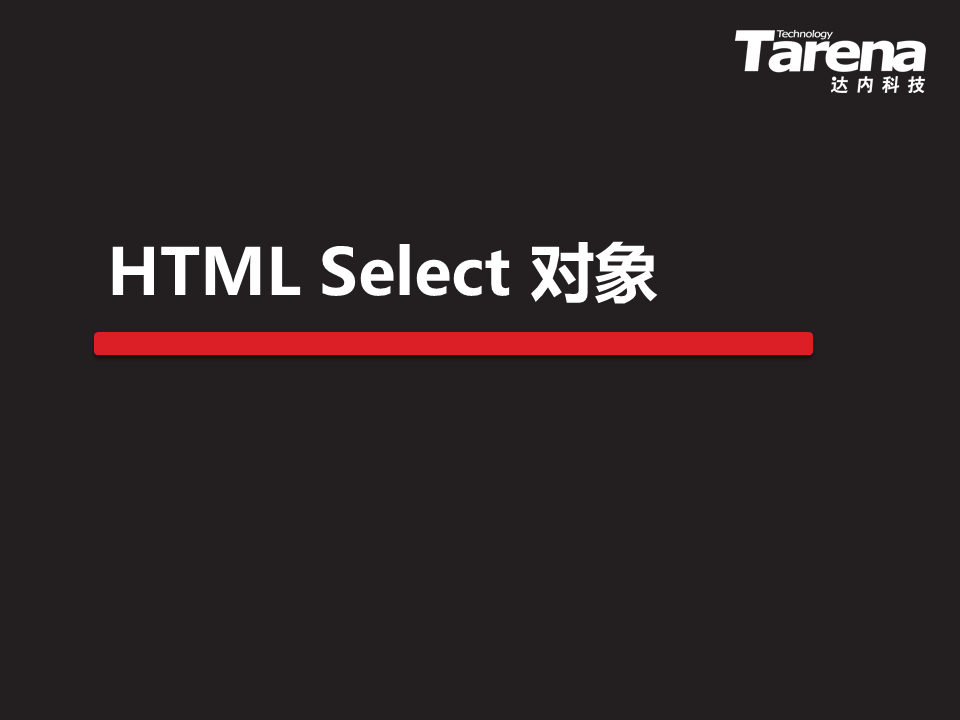 Technology
Tarena
达内科技
HTML Select 对象